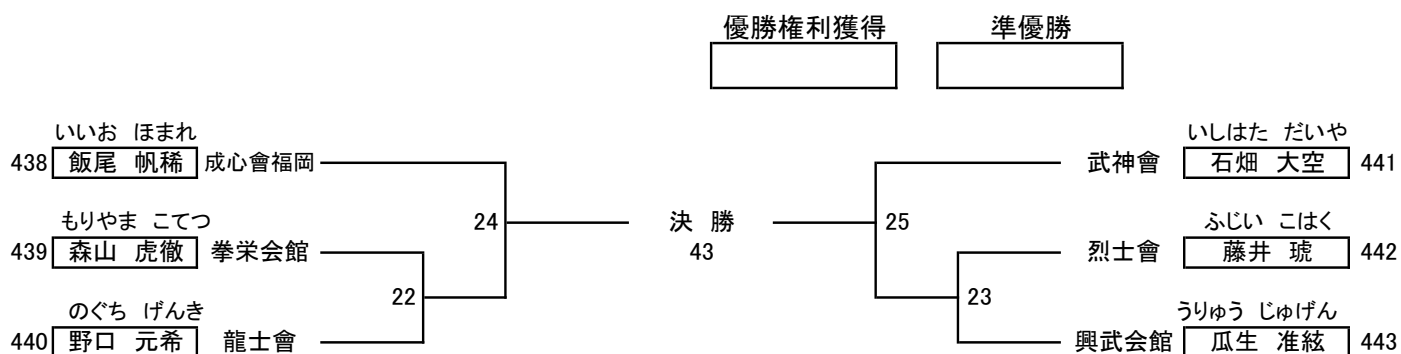 優勝権利獲得 準優勝
いいお ほまれ いしはた だいや
438 飯尾 帆稀 成心會福岡 武神會 石畑 大空 441
もりやま こてつ 24 決 勝 25 ふじい こはく
439 森山 虎徹 拳栄会館 43 烈士會 藤井 琥 442
のぐち げんき 22 23 うりゅう じゅげん
440 野口 元希 龍士會 興武会館 瓜生 准絃 443